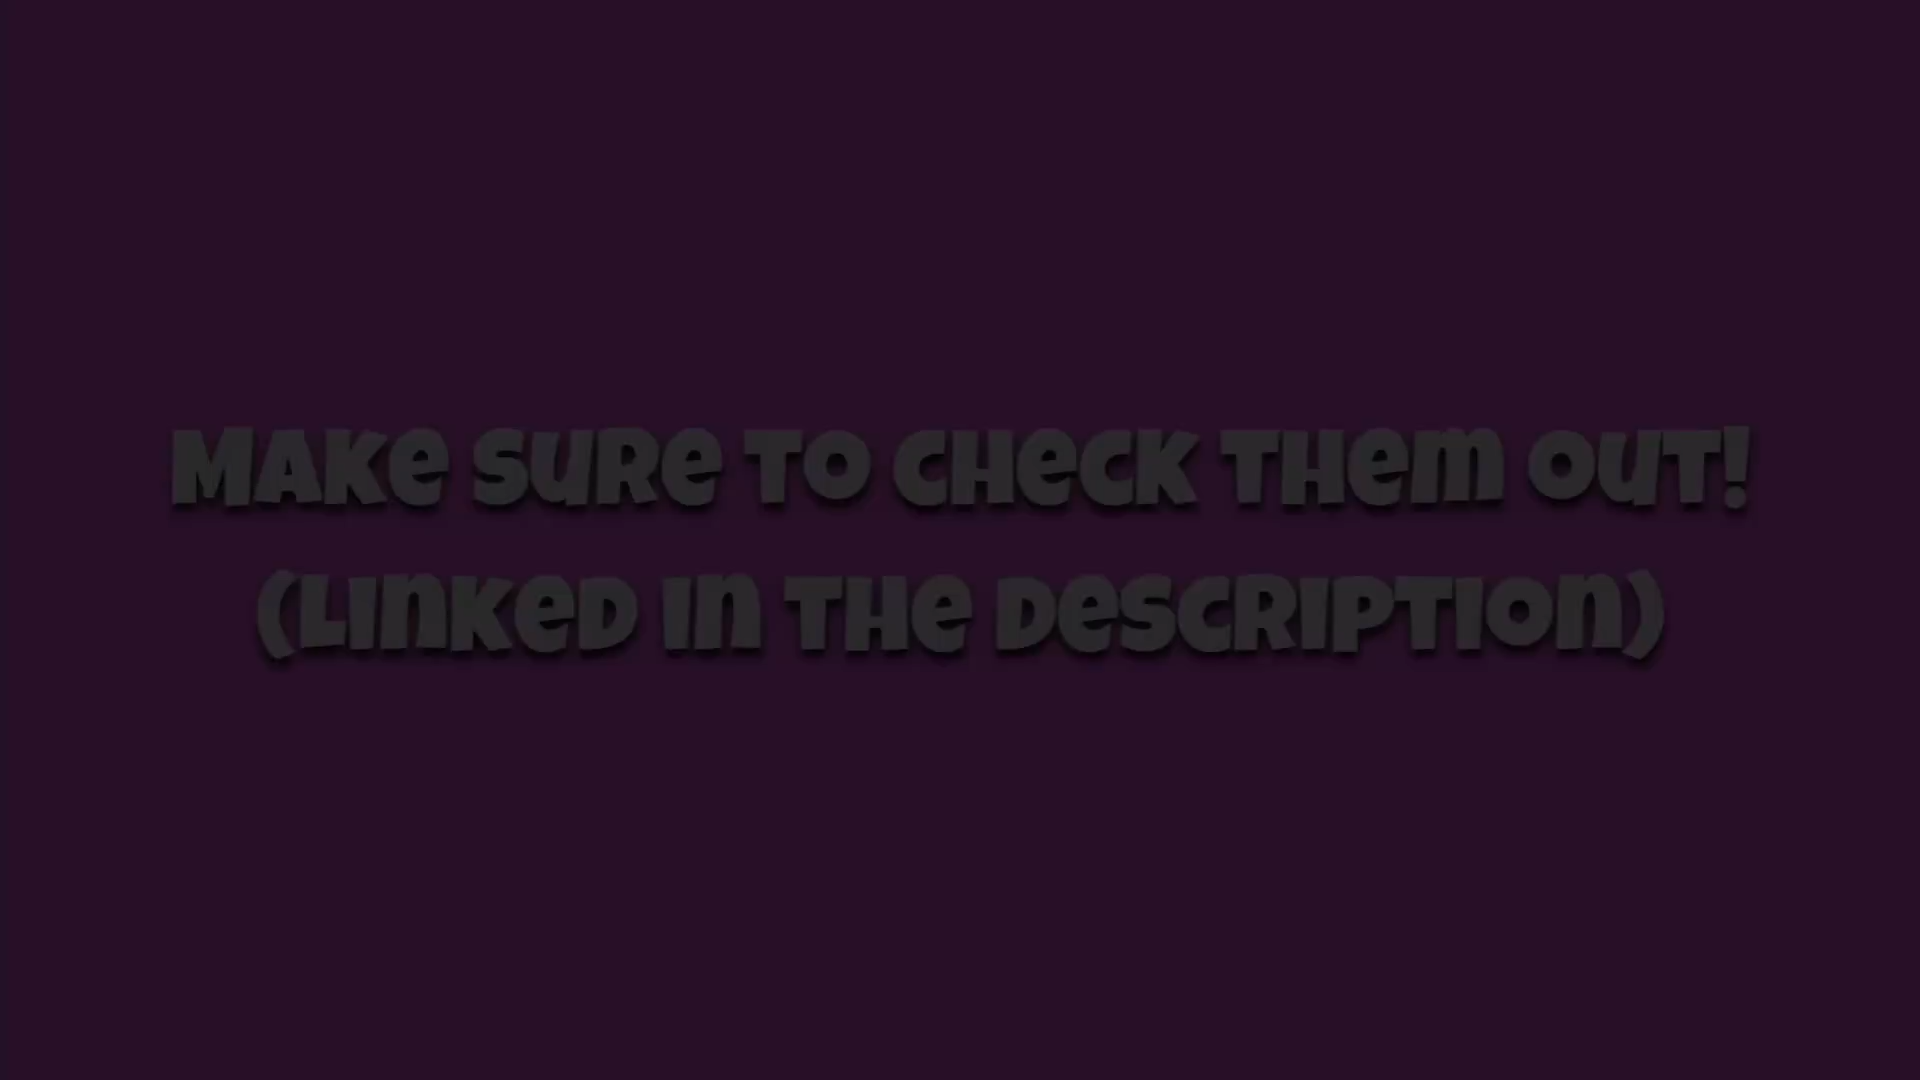 Make sure to check them out!
(Linked in the description)